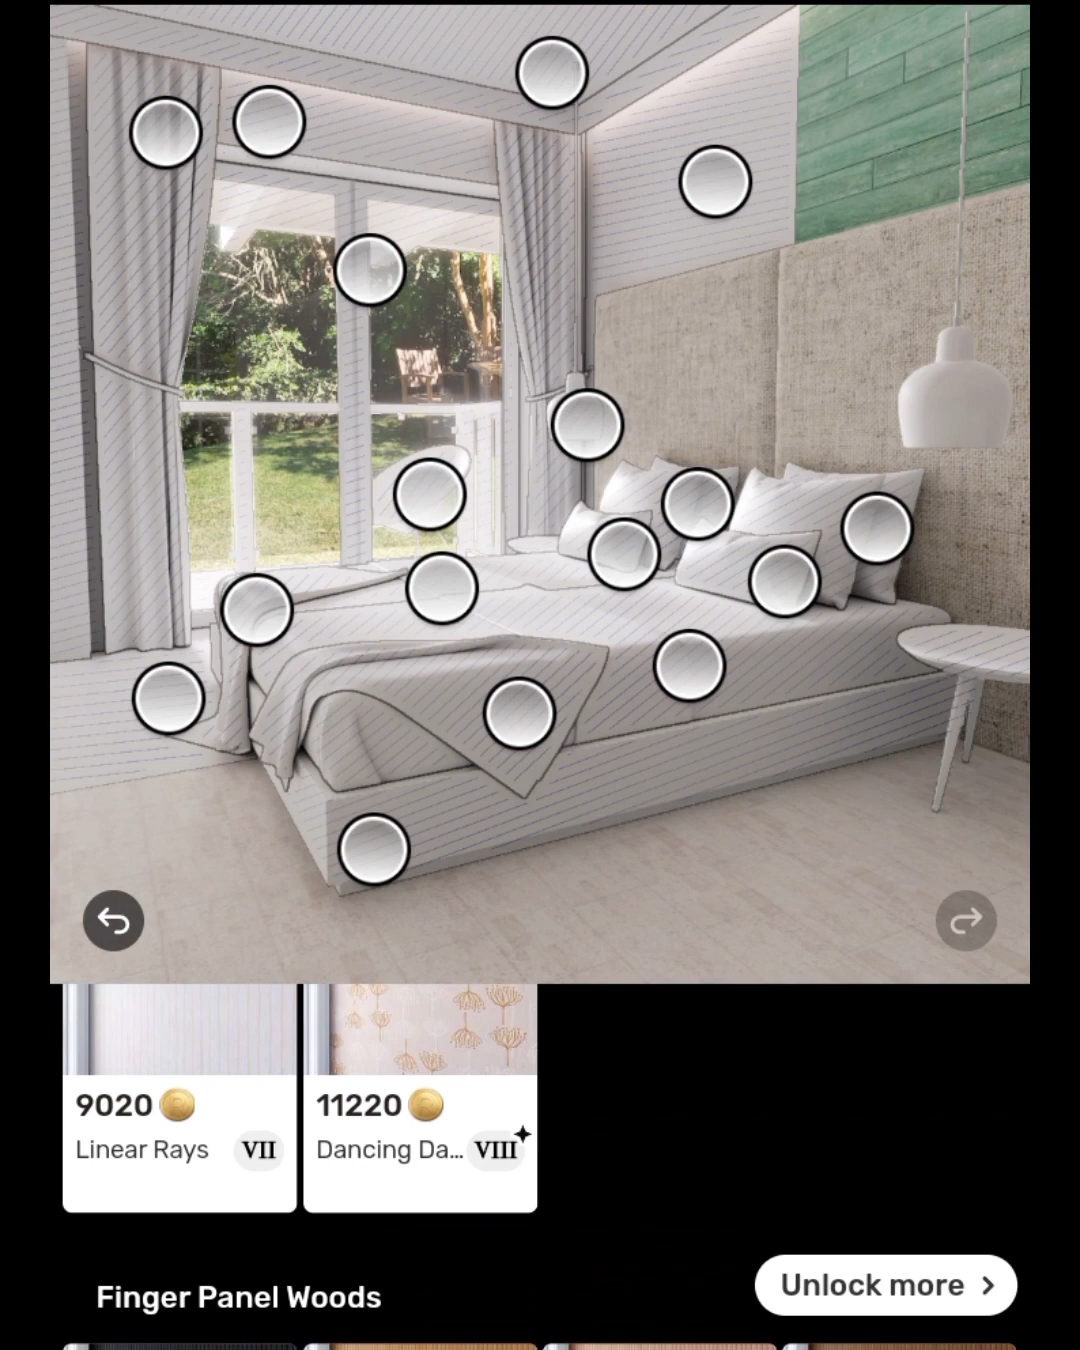 9020
11220
Linear Rays VII
Dancing Da... VIII
Finger Panel Woods
Unlock more